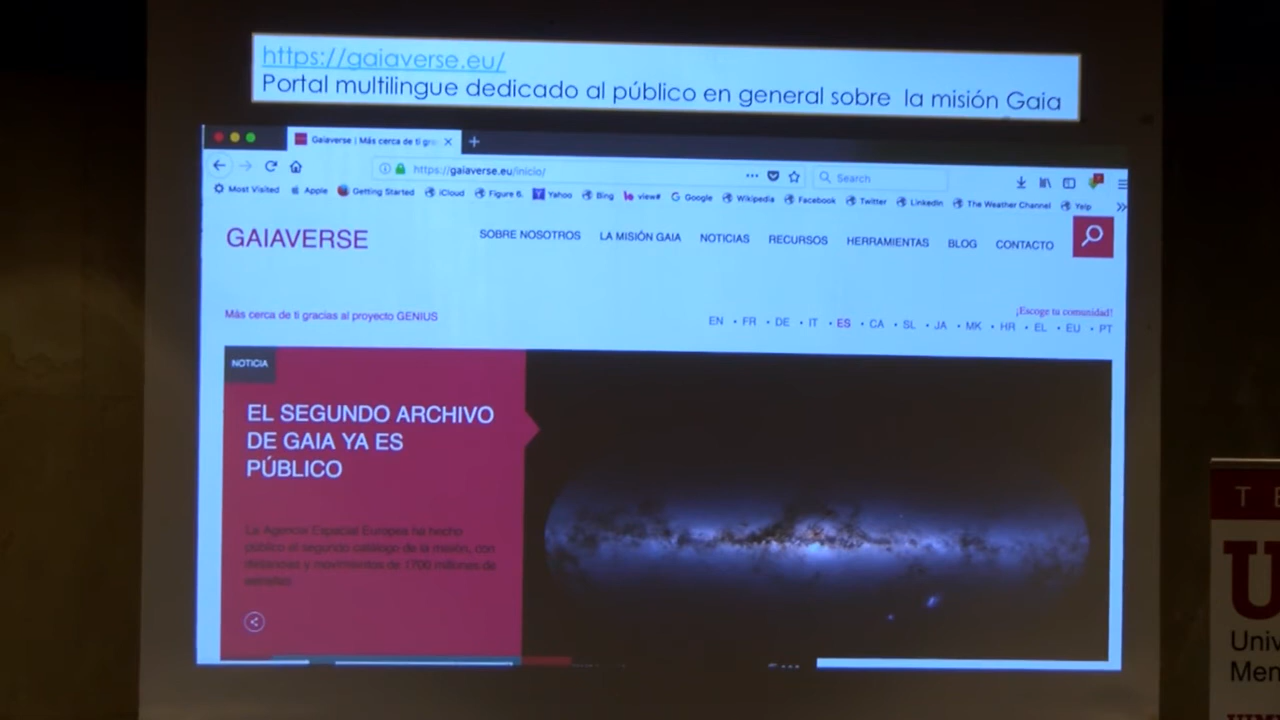 https://gaiaverse.eu/
Portal multilingue dedicado al público en general sobre la misión Gaia
Gaiaverse | Más cerca de ti gra
https://gaiaverse.eu/inicio/
Search
Most Visited Apple Getting Started iCloud Figure 6. Yahoo Bing view# Google Wikipedia Facebook Twitter LinkedIn The Weather Channel Yelp
GAIAVERSE
SOBRE NOSOTROS LA MISIÓN GAIA NOTICIAS RECURSOS HERRAMIENTAS BLOG CONTACTO
Más cerca de ti gracias al proyecto GENIUS
¡Escoge tu comunidad!
EN • FR • DE • IT • ES • CA • SL • JA • MK • HR • EL • EU • PT
NOTICIA
EL SEGUNDO ARCHIVO
DE GAIA YA ES
PÚBLICO
La Agencia Espacial Europea ha hecho
público el segundo catálogo de la misión, con
distancias y movimientos de 1700 millones de
estrellas
T
U
Univ
Men